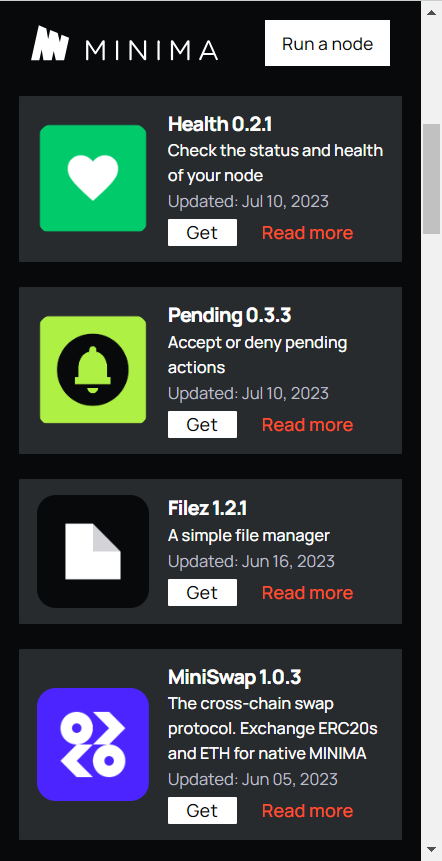 MINIMA
Run a node
Health 0.2.1
Check the status and health
of your node
Updated: Jul 10, 2023
Get
Read more
Pending 0.3.3
Accept or deny pending
actions
Updated: Jul 10, 2023
Get
Read more
Filez 1.2.1
A simple file manager
Updated: Jun 16, 2023
Get
Read more
MiniSwap 1.0.3
The cross-chain swap
protocol. Exchange ERC20s
and ETH for native MINIMA
Updated: Jun 05, 2023
Get
Read more